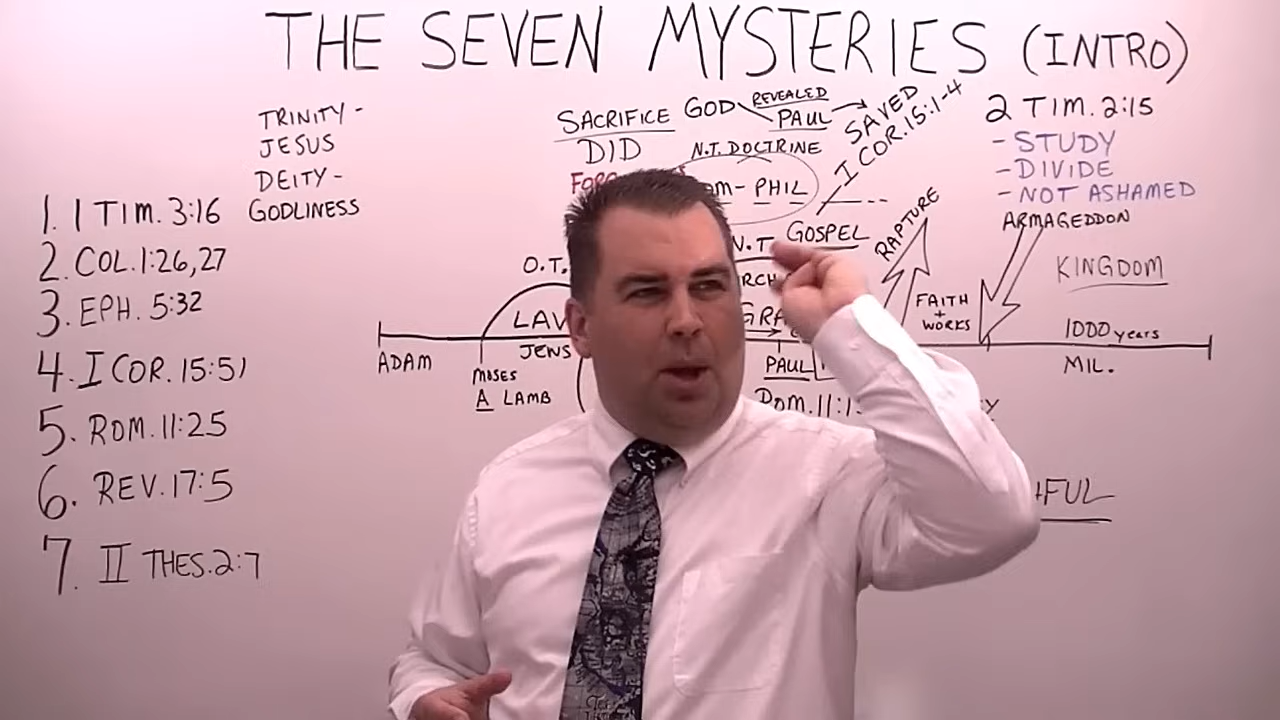 THE SEVEN MYSTERIES (INTRO)
TRINITY -
JESUS
DEITY -
GODLINESS
1. 1 TIM. 3:16
2. COL. 1:26,27
3. EPH. 5:32
4. I COR. 15:51
5. ROM. 11:25
6. REV. 17:5
7. II THES. 2:7
SACRIFICE
DID
GOD
REVEALED
PAUL
SAVED
I COR. 15:1-4
N.T. DOCTRINE
- PHIL
N.T. GOSPEL
2 TIM. 2:15
- STUDY
- DIVIDE
- NOT ASHAMED
ARMAGEDDON
RAPTURE
KINGDOM
O.T.
FAITH
+
WORKS
1000 years
MIL.
ADAM
JEWS
MOSES
A LAMB
PAUL